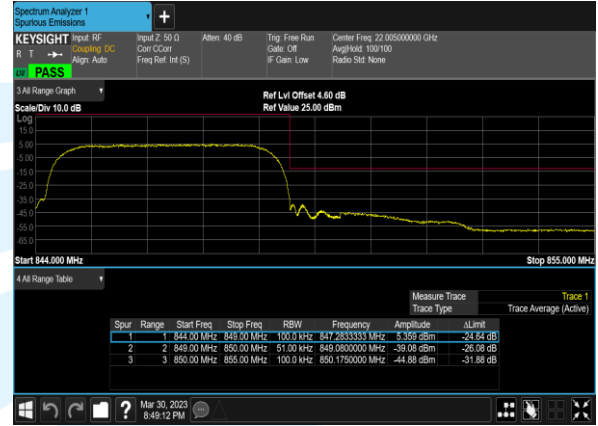 Spectrum Analyzer 1
Spurious Emissions
+
KEYSIGHT Input: RF Input Z: 50 Ω Atten: 40 dB Trig: Free Run Center Freq: 22.005000000 GHz
R T Coupling: DC Corr CCorr Gate: Off Avg|Hold: 100/100
Align: Auto Freq Ref: Int (S) IF Gain: Low Radio Std: None
LW PASS
3 All Range Graph Ref Lvl Offset 4.60 dB
Scale/Div 10.0 dB Ref Value 25.00 dBm
Log
15.0
5.00
-5.00
-15.0
-25.0
-35.0
-45.0
-55.0
-65.0
Start 844.000 MHz Stop 855.000 MHz
4 All Range Table
Measure Trace Trace 1
Trace Type Trace Average (Active)
Spur Range Start Freq Stop Freq RBW Frequency Amplitude ΔLimit
1 1 844.00 MHz 849.00 MHz 100.0 kHz 847.2833333 MHz 5.359 dBm -24.64 dB
2 2 849.00 MHz 850.00 MHz 51.00 kHz 849.0800000 MHz -39.08 dBm -26.08 dB
3 3 850.00 MHz 855.00 MHz 100.0 kHz 850.1750000 MHz -44.88 dBm -31.88 dB
? Mar 30, 2023
8:49:12 PM